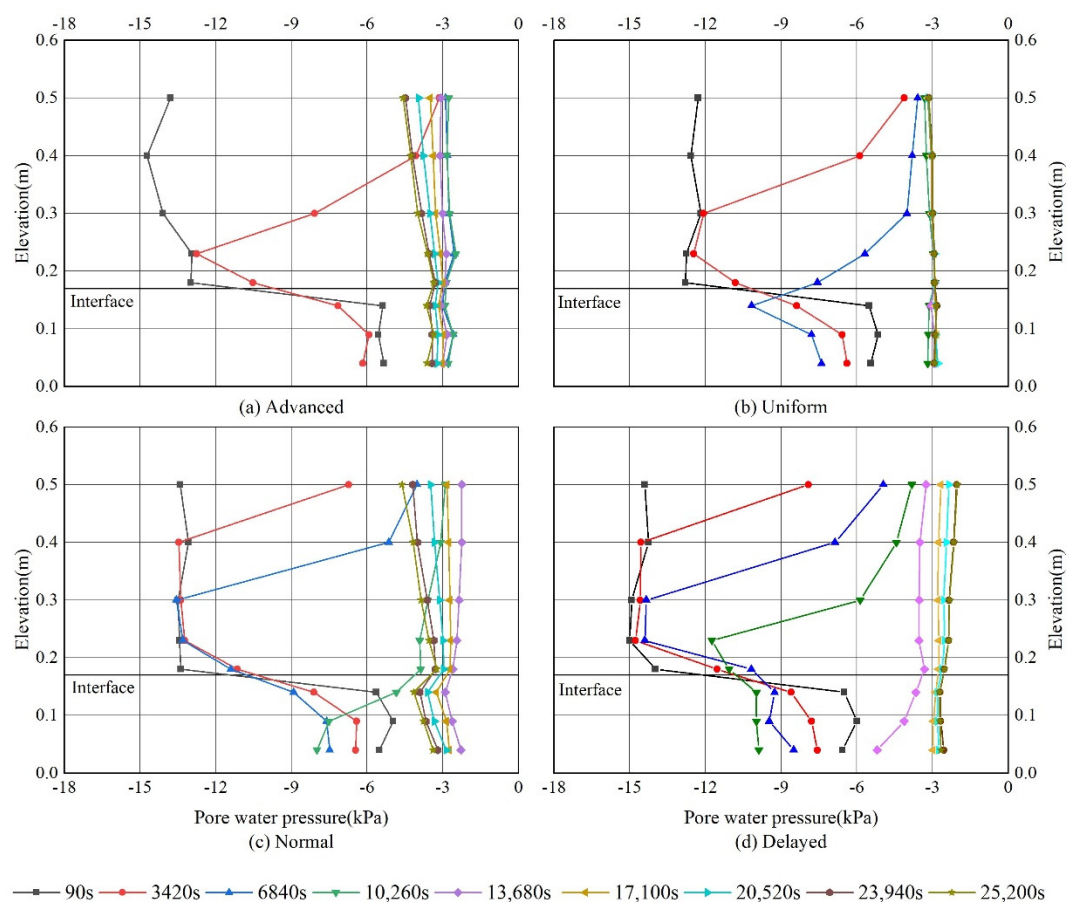 -18 -15 -12 -9 -6 -3 0 -18 -15 -12 -9 -6 -3 0
0.6 0.6
0.5 0.5
0.4 0.4
0.3 0.3
0.2 0.2
0.1 0.1
0.0 0.0
Elevation(m) Elevation(m)
Interface Interface
(a) Advanced (b) Uniform
0.6 0.6
0.5 0.5
0.4 0.4
0.3 0.3
0.2 0.2
0.1 0.1
0.0 0.0
Elevation(m) Elevation(m)
Interface Interface
-18 -15 -12 -9 -6 -3 0 -18 -15 -12 -9 -6 -3 0
Pore water pressure(kPa) Pore water pressure(kPa)
(c) Normal (d) Delayed
90s 3420s 6840s 10,260s 13,680s 17,100s 20,520s 23,940s 25,200s